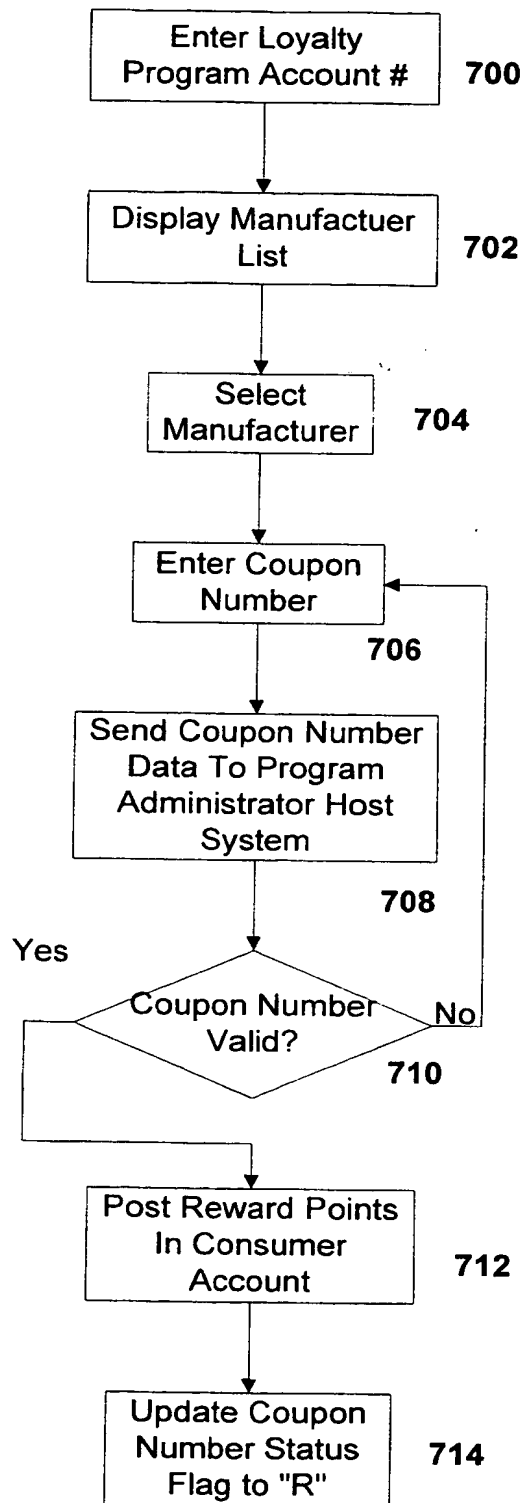 Enter Loyalty
Program Account #
700
Display Manufactuer
List
702
Select
Manufacturer
704
Enter Coupon
Number
706
Send Coupon Number
Data To Program
Administrator Host
System
708
Yes
Coupon Number
Valid?
No
710
Post Reward Points
In Consumer
Account
712
Update Coupon
Number Status
Flag to "R"
714